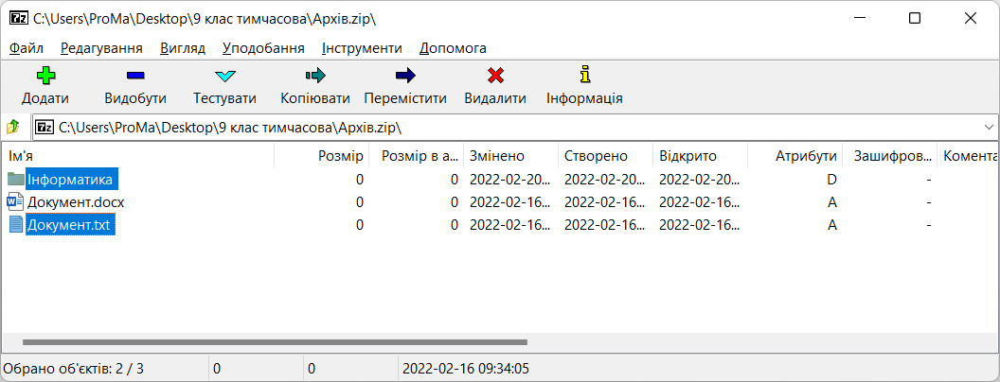 7z C:\Users\ProMa\Desktop\9 клас тимчасова\Архів.zip\
Файл Редагування Вигляд Уподобання Інструменти Допомога
Додати Видобути Тестувати Копіювати Перемістити Видалити Інформація
7z C:\Users\ProMa\Desktop\9 клас тимчасова\Архів.zip\
Ім'я Розмір Розмір в а... Змінено Створено Відкрито Атрибути Зашифров... Комента
Інформатика 0 0 2022-02-20... 2022-02-20... 2022-02-20... D -
Документ.docx 0 0 2022-02-16... 2022-02-16... 2022-02-16... A -
Документ.txt 0 0 2022-02-16... 2022-02-16... 2022-02-16... A -
Обрано об'єктів: 2 / 3 0 0 2022-02-16 09:34:05